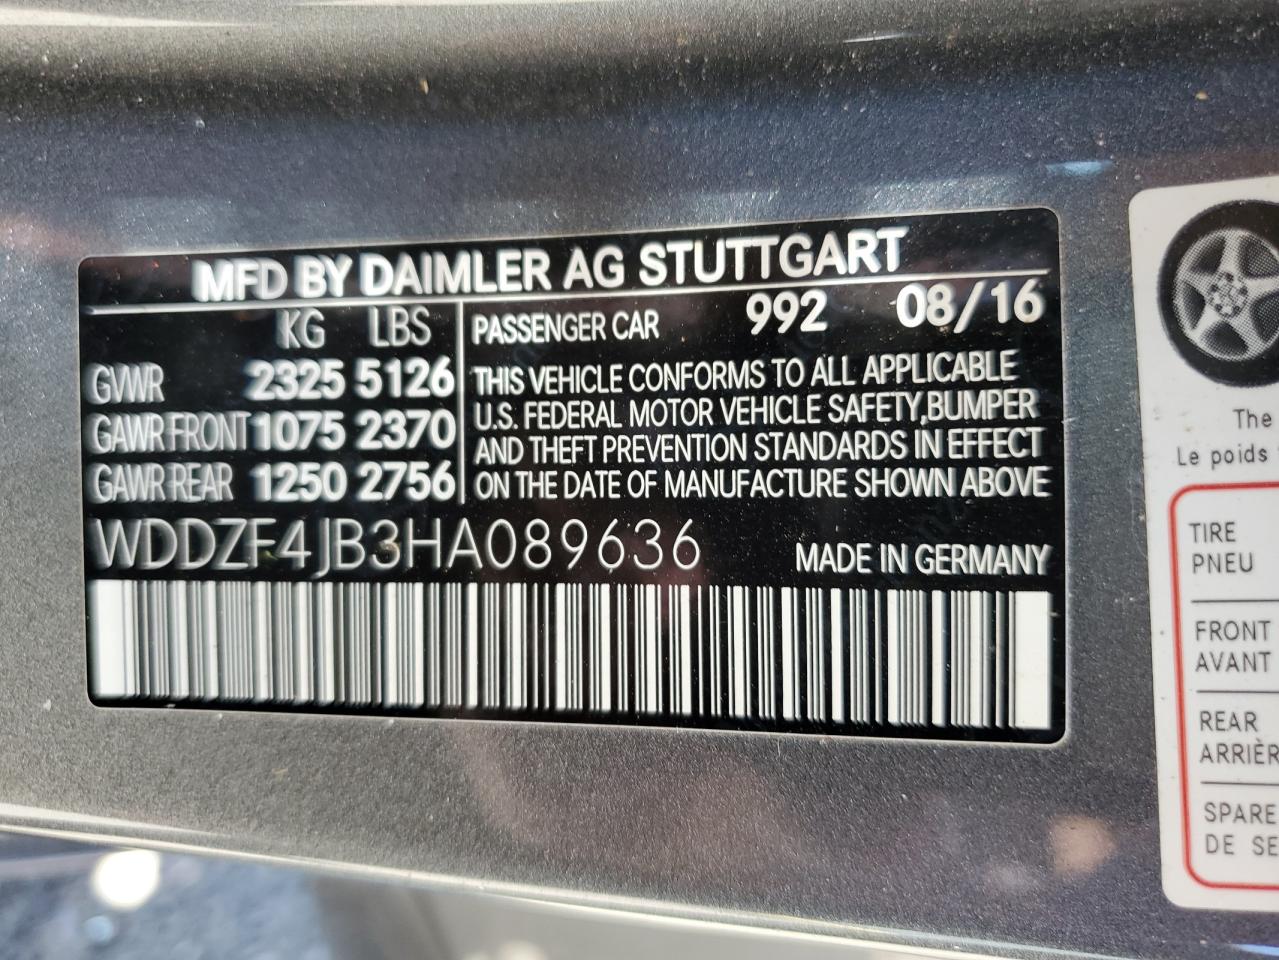 MFD BY DAIMLER AG STUTTGART
KG LBS
GVWR 2325 5126
GAWR FRONT 1075 2370
GAWR REAR 1250 2756
PASSENGER CAR 992 08/16
THIS VEHICLE CONFORMS TO ALL APPLICABLE
U.S. FEDERAL MOTOR VEHICLE SAFETY,BUMPER
AND THEFT PREVENTION STANDARDS IN EFFECT
ON THE DATE OF MANUFACTURE SHOWN ABOVE
WDDZF4JB3HA089636
MADE IN GERMANY
The
Le poids
TIRE
PNEU
FRONT
AVANT
REAR
ARRIÈR
SPARE
DE SE